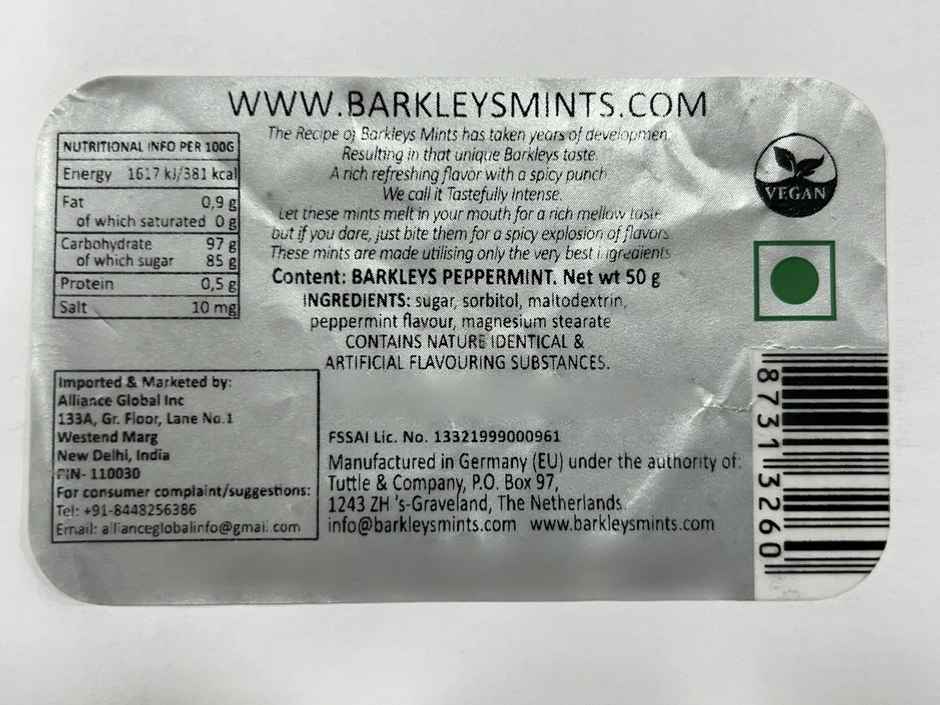 WWW.BARKLEYSMINTS.COM
The Recipe of Barkleys Mints has taken years of developmen
Resulting in that unique Barkleys taste.
A rich refreshing flavor with a spicy punch
We call it Tastefully Intense.
Let these mints melt in your mouth for a rich mellow taste
but if you dare, just bite them for a spicy explosion of flavors
These mints are made utilising only the very best ingredients
Content: BARKLEYS PEPPERMINT. Net wt 50 g
INGREDIENTS: sugar, sorbitol, maltodextrin,
peppermint flavour, magnesium stearate
CONTAINS NATURE IDENTICAL &
ARTIFICIAL FLAVOURING SUBSTANCES.
NUTRITIONAL INFO PER 100G
Energy 1617 kJ/381 kcal
Fat 0,9 g
of which saturated 0 g
Carbohydrate 97 g
of which sugar 85 g
Protein 0,5 g
Salt 10 mg
Imported & Marketed by:
Alliance Global Inc
133A, Gr. Floor, Lane No.1
Westend Marg
New Delhi, India
PIN- 110030
For consumer complaint/suggestions:
Tel: +91-8448256386
Email: allianceglobalinfo@gmail.com
FSSAI Lic. No. 13321999000961
Manufactured in Germany (EU) under the authority of:
Tuttle & Company, P.O. Box 97,
1243 ZH 's-Graveland, The Netherlands
info@barkleysmints.com www.barkleysmints.com
VEGAN
87313260